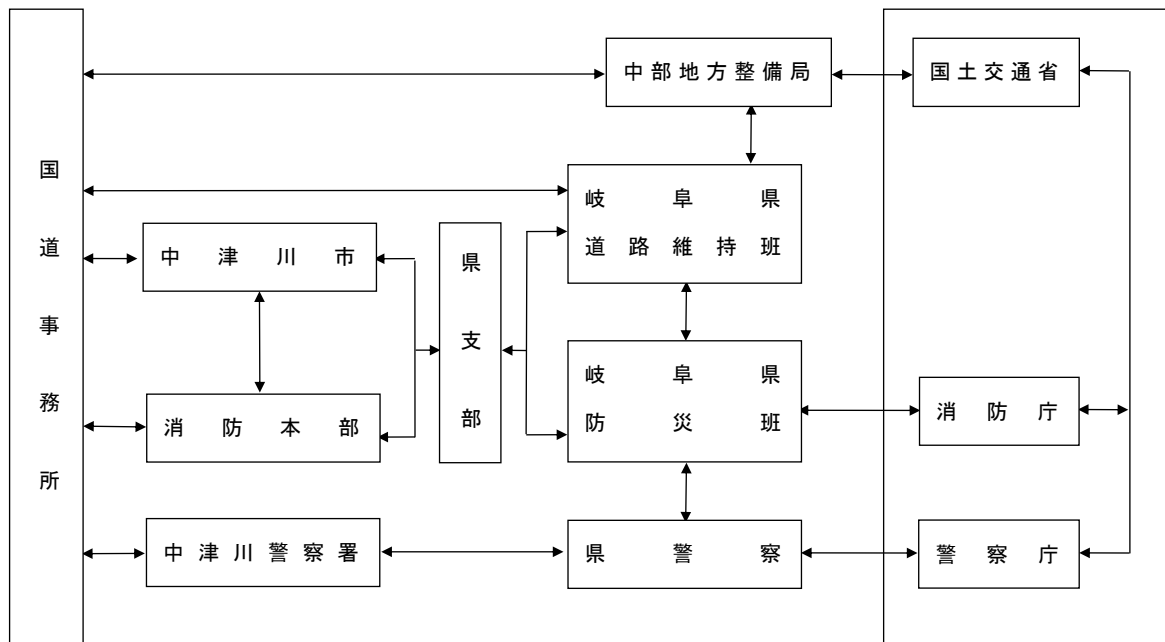 国道事務所
中部地方整備局
国土交通省
岐阜県
道路維持班
中津川市
県支部
岐阜県
防災班
消防本部
消防庁
中津川警察署
県警察
警察庁